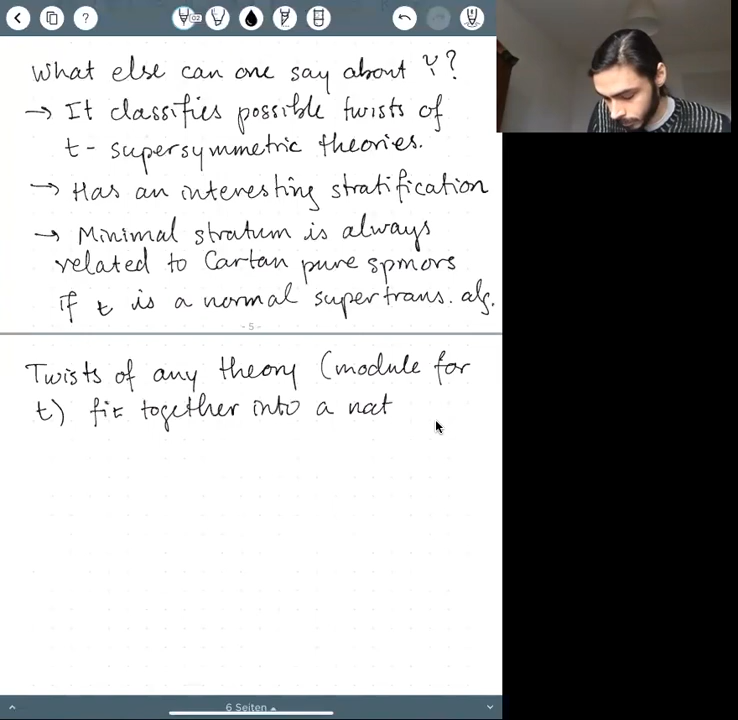 What else can one say about Y?
→ It classifies possible twists of
t - supersymmetric theories.
→ Has an interesting stratification
→ Minimal stratum is always
related to Cartan pure spinors
if t is a normal supertrans. alg.
- 5 -
Twists of any theory (module for
t) fit together into a nat
6 Seiten